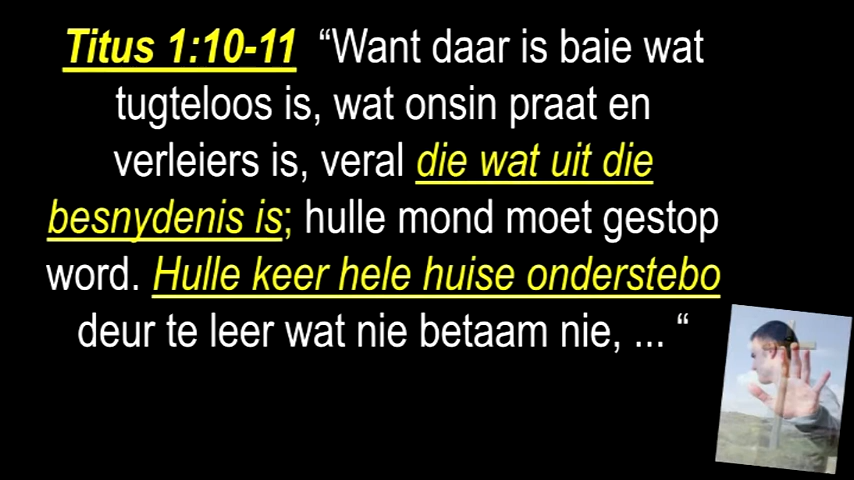 Titus 1:10-11 “Want daar is baie wat
tugteloos is, wat onsin praat en
verleiers is, veral die wat uit die
besnydenis is; hulle mond moet gestop
word. Hulle keer hele huise onderstebo
deur te leer wat nie betaam nie, ... “